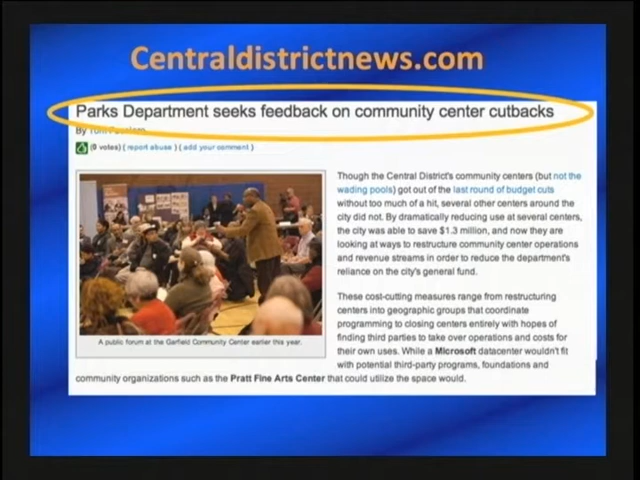 Centraldistrictnews.com
Parks Department seeks feedback on community center cutbacks
By Tom
(0 votes) ( report abuse ) ( add your comment )
Though the Central District's community centers (but not the
wading pools) got out of the last round of budget cuts
without too much of a hit, several other centers around the
city did not. By dramatically reducing use at several centers,
the city was able to save $1.3 million, and now they are
looking at ways to restructure community center operations
and revenue streams in order to reduce the department's
reliance on the city's general fund.
A public forum at the Garfield Community Center earlier this year.
These cost-cutting measures range from restructuring
centers into geographic groups that coordinate
programming to closing centers entirely with hopes of
finding third parties to take over operations and costs for
their own uses. While a Microsoft datacenter wouldn't fit
with potential third-party programs, foundations and
community organizations such as the Pratt Fine Arts Center that could utilize the space would.